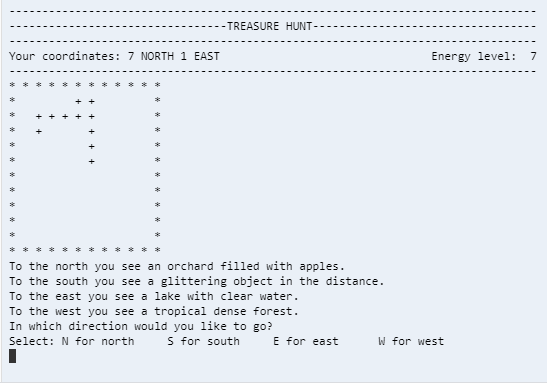 --------------------------------------------------------------------------------
---------------------------------TREASURE HUNT----------------------------------
--------------------------------------------------------------------------------
Your coordinates: 7 NORTH 1 EAST                                Energy level:  7
--------------------------------------------------------------------------------
* * * * * * * * * * * *
*         + +         *
*   + + + + +         *
*   +       +         *
*           +         *
*           +         *
*                     *
*                     *
*                     *
*                     *
*                     *
* * * * * * * * * * * *
To the north you see an orchard filled with apples.
To the south you see a glittering object in the distance.
To the east you see a lake with clear water.
To the west you see a tropical dense forest.
In which direction would you like to go?
Select: N for north     S for south     E for east      W for west